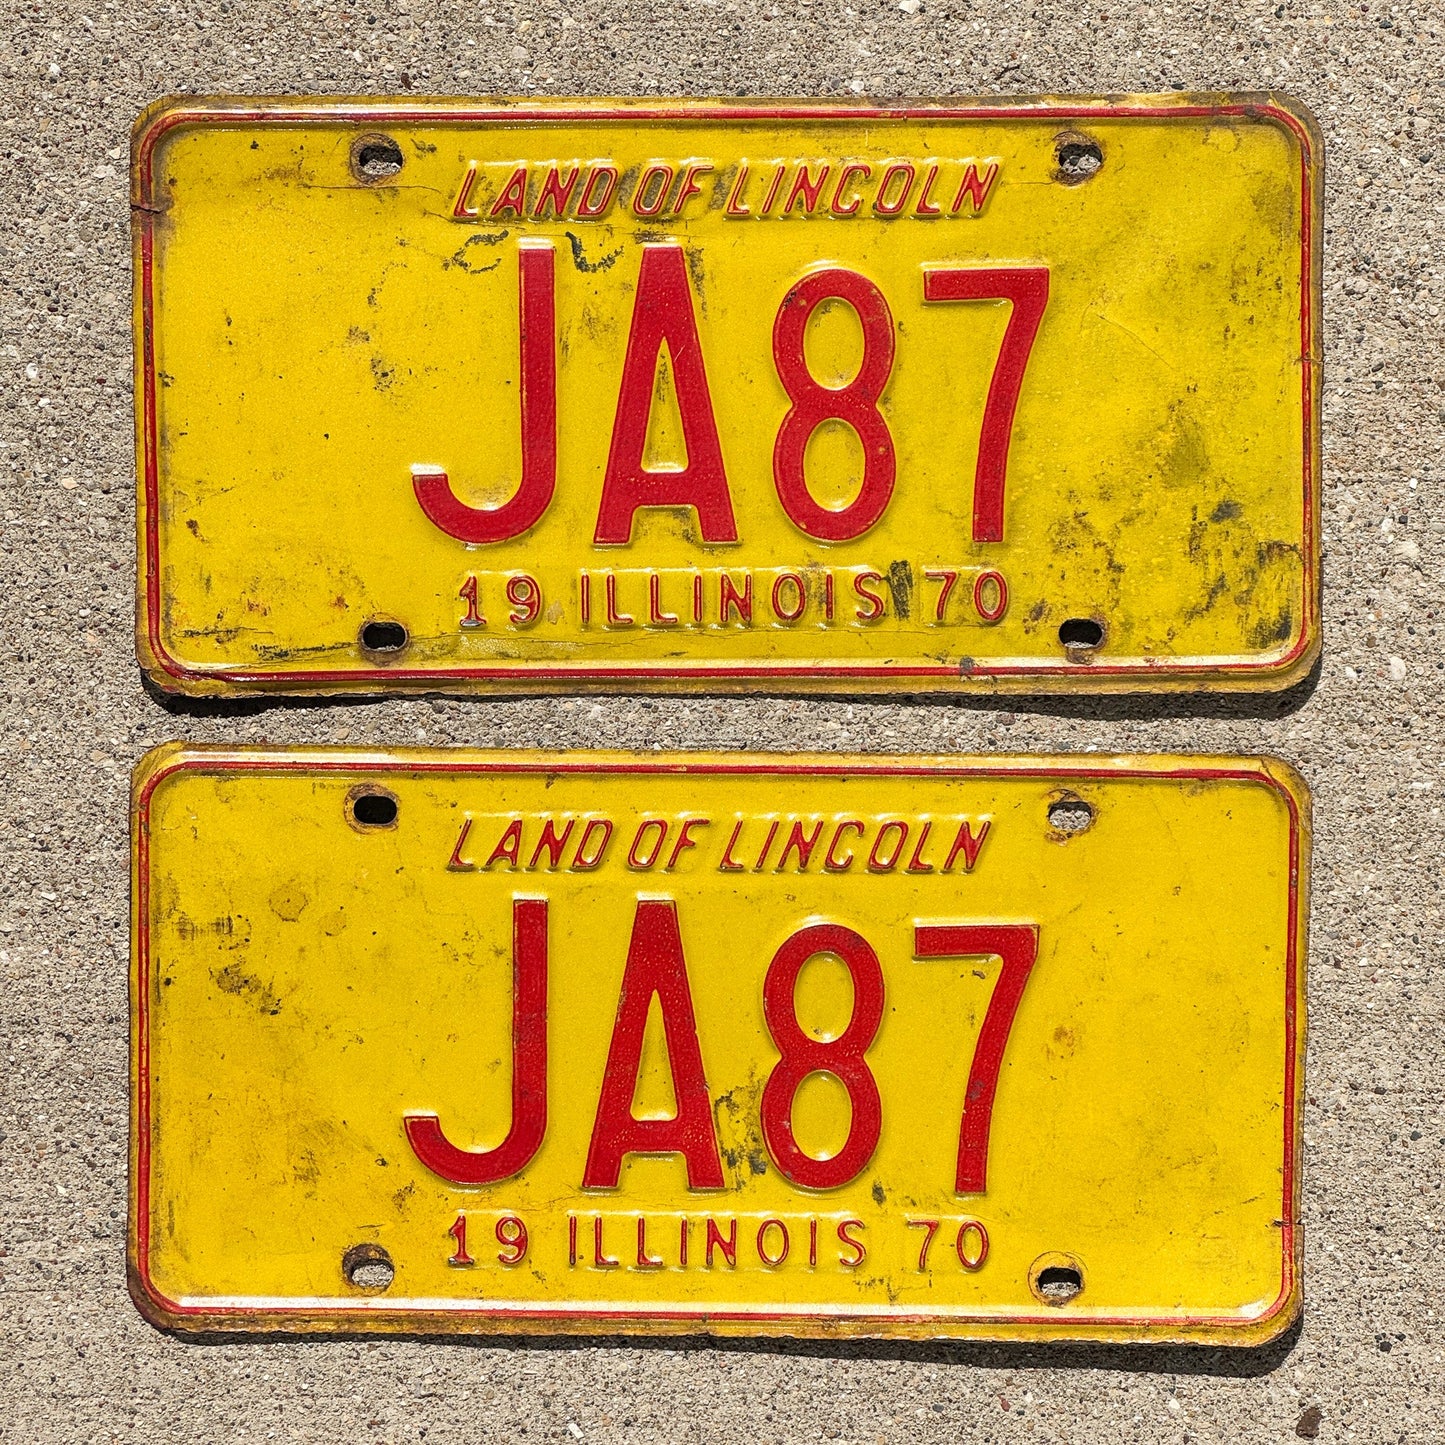 LAND OF LINCOLN
JA87
19 ILLINOIS 70
LAND OF LINCOLN
JA87
19 ILLINOIS 70